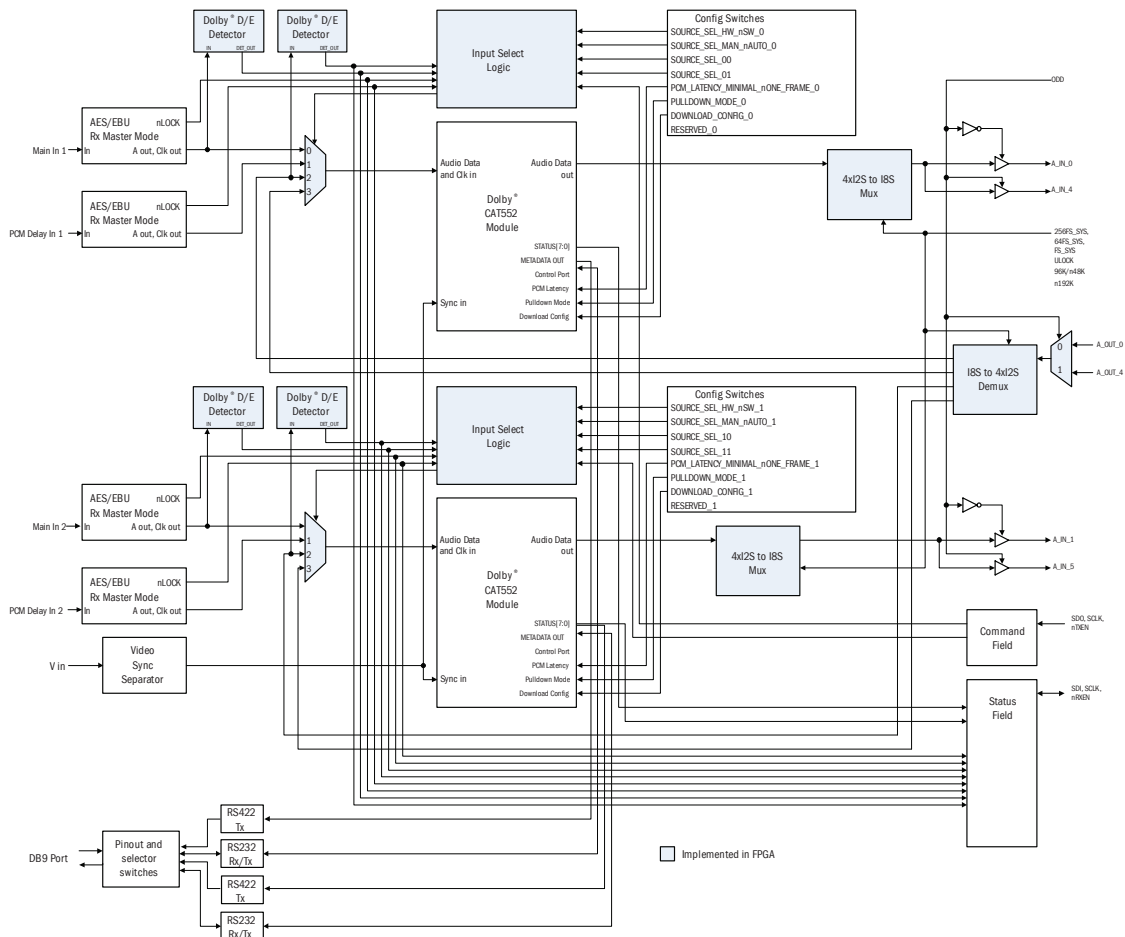 Dolby® D/E
Detector
IN
DET_OUT
Dolby® D/E
Detector
IN
DET_OUT
Input Select
Logic
Config Switches
SOURCE_SEL_HW_nSW_0
SOURCE_SEL_MAN_nAUTO_0
SOURCE_SEL_00
SOURCE_SEL_01
PCM_LATENCY_MINIMAL_nONE_FRAME_0
PULLDOWN_MODE_0
DOWNLOAD_CONFIG_0
RESERVED_0
ODD
AES/EBU
nLOCK
Rx Master Mode
In
A out, Clk out
Main In 1
0
1
2
3
AES/EBU
nLOCK
Rx Master Mode
In
A out, Clk out
PCM Delay In 1
Audio Data
and Clk in
Audio Data
out
Dolby®
CAT552
Module
STATUS[7:0]
METADATA OUT
Control Port
PCM Latency
Pulldown Mode
Download Config
Sync in
4xI2S to I8S
Mux
A_IN_0
A_IN_4
256FS_SYS,
64FS_SYS,
FS_SYS
ULOCK
96K/n48K
n192K
0
1
A_OUT_0
A_OUT_4
I8S to 4xI2S
Demux
Dolby® D/E
Detector
IN
DET_OUT
Dolby® D/E
Detector
IN
DET_OUT
Input Select
Logic
Config Switches
SOURCE_SEL_HW_nSW_1
SOURCE_SEL_MAN_nAUTO_1
SOURCE_SEL_10
SOURCE_SEL_11
PCM_LATENCY_MINIMAL_nONE_FRAME_1
PULLDOWN_MODE_1
DOWNLOAD_CONFIG_1
RESERVED_1
AES/EBU
nLOCK
Rx Master Mode
In
A out, Clk out
Main In 2
0
1
2
3
AES/EBU
nLOCK
Rx Master Mode
In
A out, Clk out
PCM Delay In 2
Audio Data
and Clk in
Audio Data
out
Dolby®
CAT552
Module
STATUS[7:0]
METADATA OUT
Control Port
PCM Latency
Pulldown Mode
Download Config
Sync in
4xI2S to I8S
Mux
A_IN_1
A_IN_5
V in
Video
Sync
Separator
Command
Field
SDO, SCLK,
nTXEN
Status
Field
SDI, SCLK,
nRXEN
DB9 Port
Pinout and
selector
switches
RS422
Tx
RS232
Rx/Tx
RS422
Tx
RS232
Rx/Tx
Implemented in FPGA